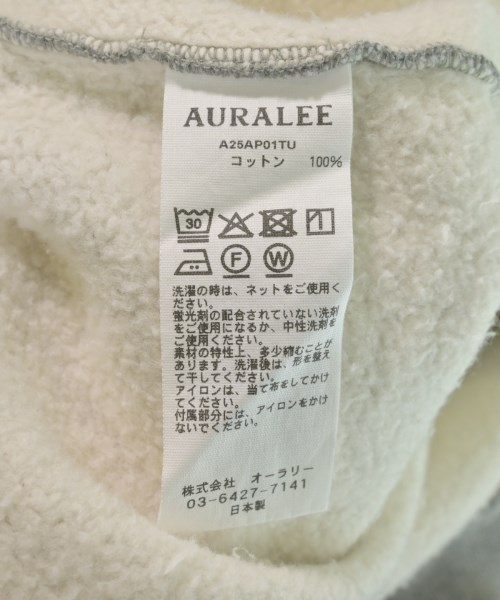 AURALEE
A25AP01TU
コットン 100%
30
F W
洗濯の時は、ネットをご使用く
ださい。
蛍光剤の配合されていない洗剤
をご使用になるか、中性洗剤を
ご使用ください。
素材の特性上、多少縮むことが
あります。洗濯後は、形を整え
て干してください。
アイロンは、当て布をしてかけ
てください。
付属部分には、アイロンをかけ
ないでください。
株式会社 オーラリー
03-6427-7141
日本製